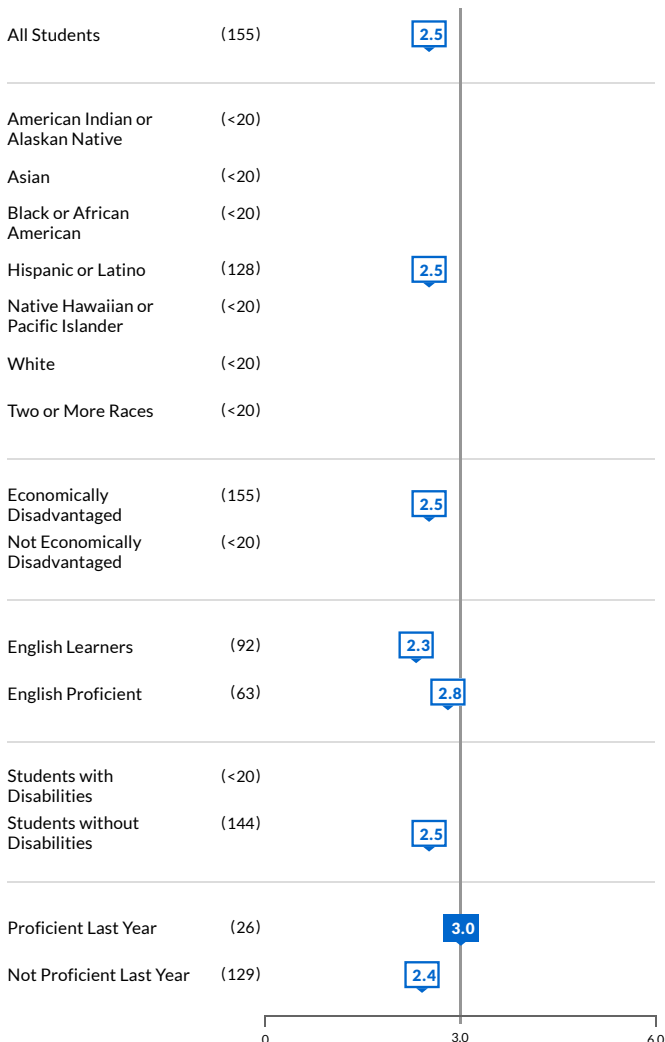 All Students (155) 2.5
American Indian or (<20)
Alaskan Native
Asian (<20)
Black or African (<20)
American
Hispanic or Latino (128) 2.5
Native Hawaiian or (<20)
Pacific Islander
White (<20)
Two or More Races (<20)
Economically (155) 2.5
Disadvantaged
Not Economically (<20)
Disadvantaged
English Learners (92) 2.3
English Proficient (63) 2.8
Students with (<20)
Disabilities
Students without (144) 2.5
Disabilities
Proficient Last Year (26) 3.0
Not Proficient Last Year (129) 2.4
0 3.0 6.0